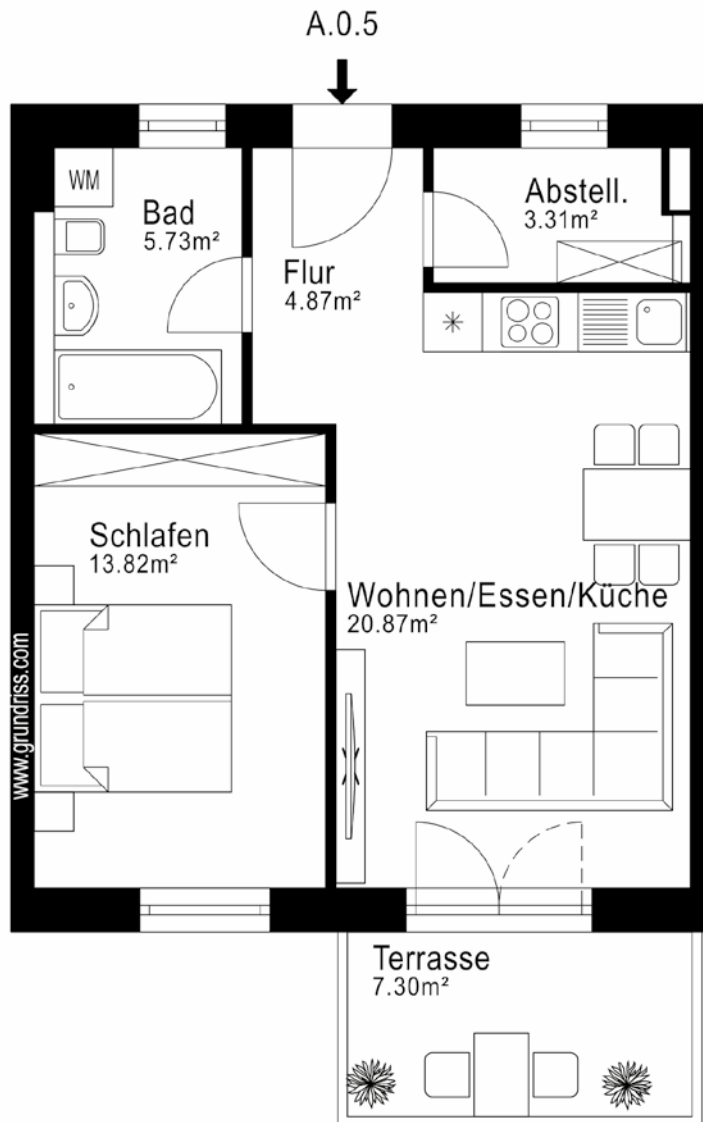 A.0.5
WM
Bad
5.73m²
Abstell.
3.31m²
Flur
4.87m²
Schlafen
13.82m²
Wohnen/Essen/Küche
20.87m²
www.grundriss.com
Terrasse
7.30m²